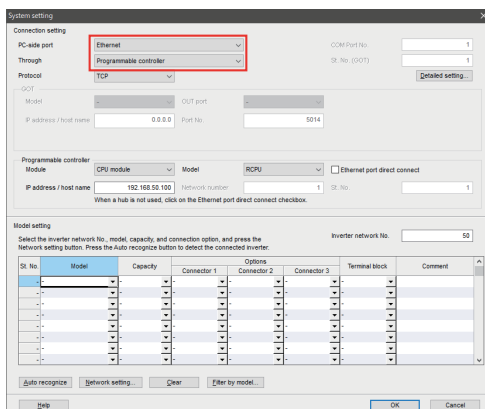 System setting
Connection setting
PC-side port Ethernet COM Port No. 1
Through Programmable controller St. No. (GOT) 1
Protocol TCP Detailed setting...
GOT
Model - OUT port -
IP address / host name 0.0.0.0 Port No. 5014
Programmable controller
Module CPU module Model RCPU Ethernet port direct connect
IP address / host name 192.168.50.100 Network number 1 St. No. 1
When a hub is not used, click on the Ethernet port direct connect checkbox.
Model setting
Select the inverter network No., model, capacity, and connection option, and press the Inverter network No. 50
Network setting button. Press the Auto recognize button to detect the connected inverter.
St. No. Model Capacity Options Terminal block Comment
Connector 1 Connector 2 Connector 3
- - - - - - -
- - - - - - -
- - - - - - -
- - - - - - -
- - - - - - -
- - - - - - -
- - - - - - -
Auto recognize Network setting... Clear Filter by model...
Help OK Cancel